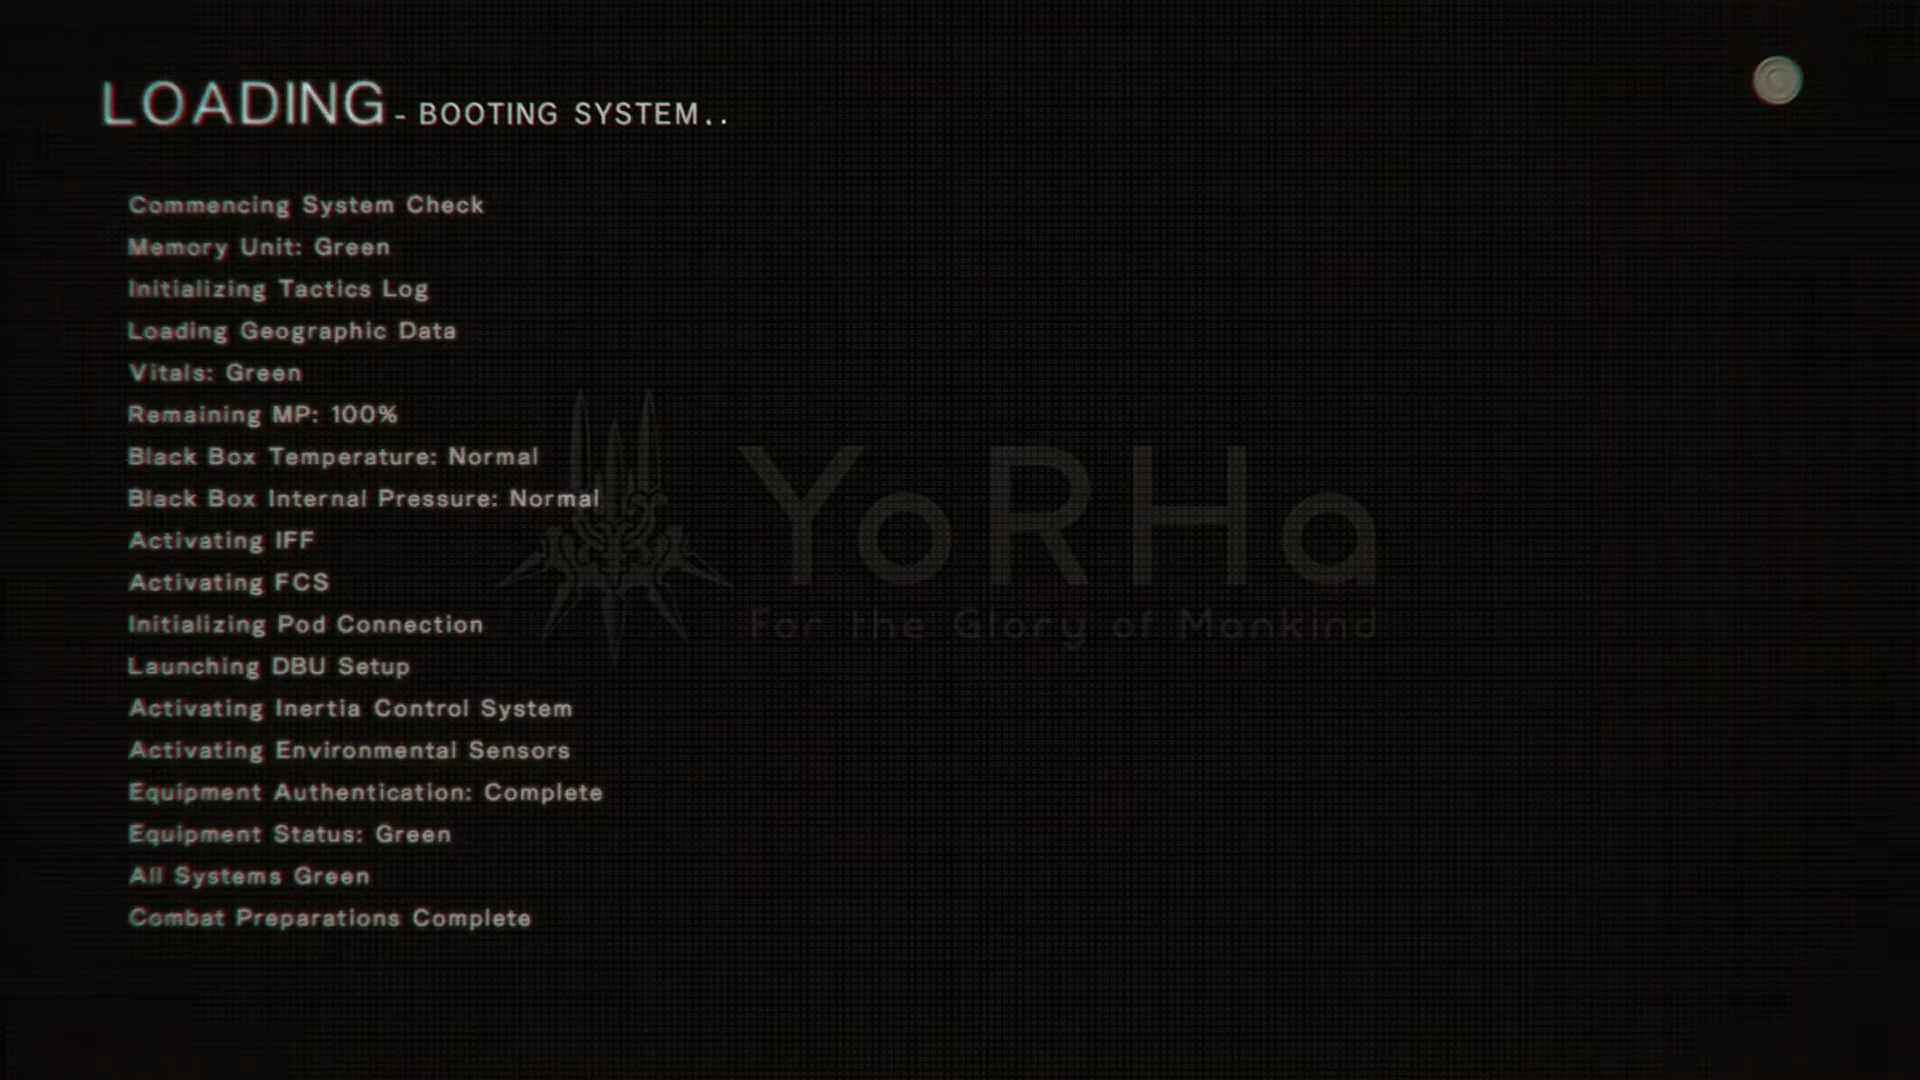 LOADING - BOOTING SYSTEM..
Commencing System Check
Memory Unit: Green
Initializing Tactics Log
Loading Geographic Data
Vitals: Green
Remaining MP: 100%
Black Box Temperature: Normal
Black Box Internal Pressure: Normal
Activating IFF
Activating FCS
Initializing Pod Connection
Launching DBU Setup
Activating Inertia Control System
Activating Environmental Sensors
Equipment Authentication: Complete
Equipment Status: Green
All Systems Green
Combat Preparations Complete
YoRHa
For the Glory of Mankind